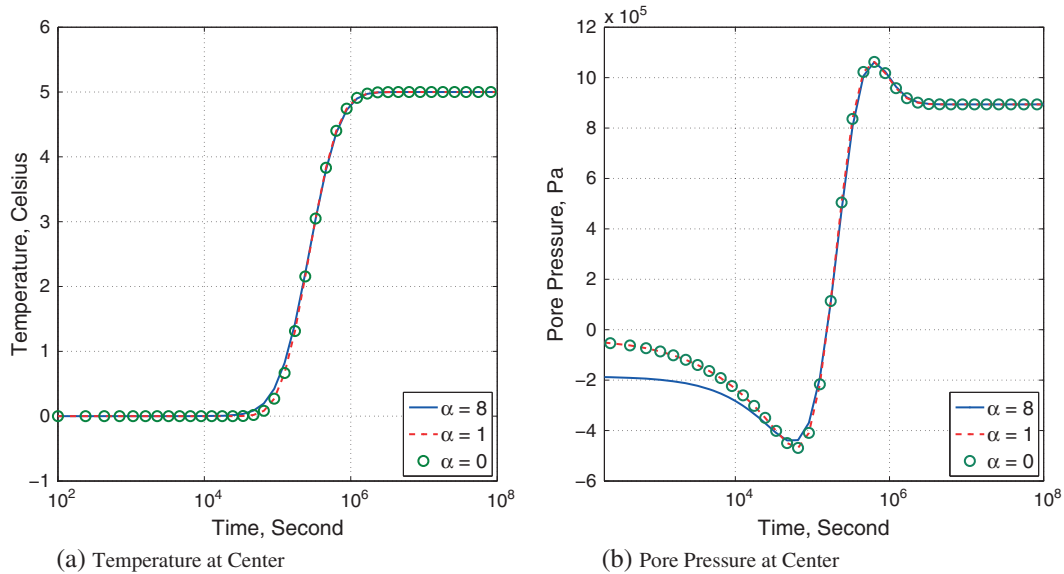 6
5
4
3
2
1
0
−1
Temperature, Celsius
10^2
10^4
10^6
10^8
Time, Second
α = 8
α = 1
α = 0
(a) Temperature at Center
x 10^5
12
10
8
6
4
2
0
−2
−4
−6
Pore Pressure, Pa
10^4
10^6
10^8
Time, Second
α = 8
α = 1
α = 0
(b) Pore Pressure at Center